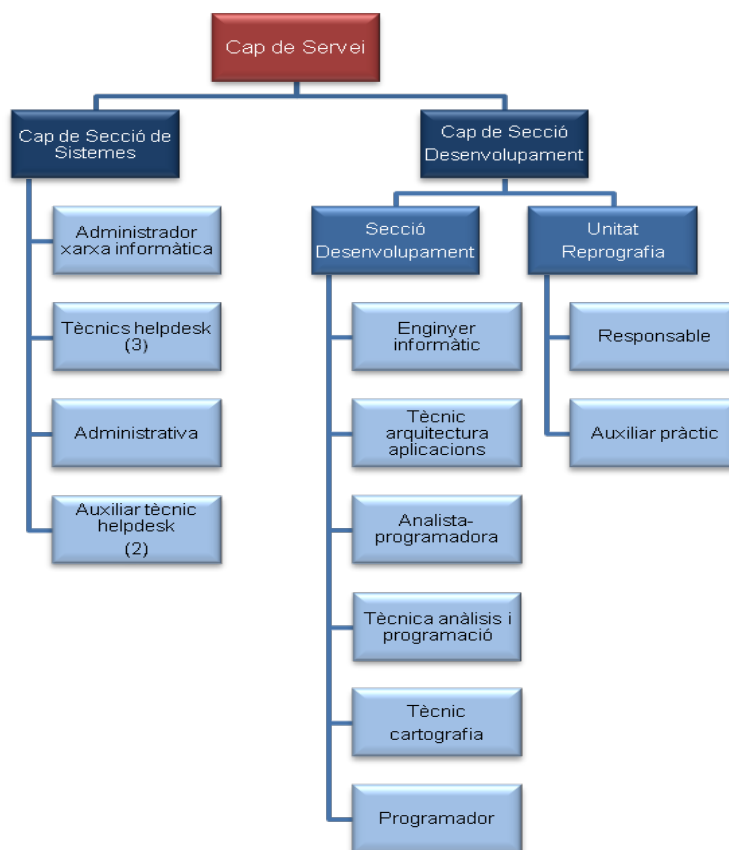 Cap de Servei
Cap de Secció de
Sistemes
Cap de Secció
Desenvolupament
Administrador
xarxa informàtica
Tècnics helpdesk
(3)
Administrativa
Auxiliar tècnic
helpdesk
(2)
Secció
Desenvolupament
Unitat
Reprografia
Enginyer
informàtic
Tècnic
arquitectura
aplicacions
Analista-
programadora
Tècnica anàlisis i
programació
Tècnic
cartografia
Programador
Responsable
Auxiliar pràctic